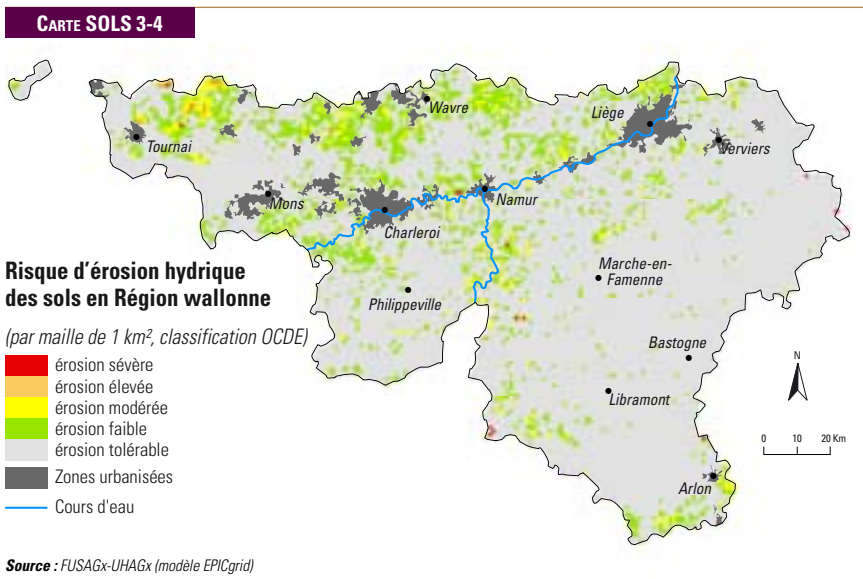 CARTE SOLS 3-4
Wavre
Liège
Tournai
Verviers
Mons
Namur
Charleroi
Marche-en-
Famenne
Philippeville
Bastogne
Libramont
Arlon
Risque d'érosion hydrique
des sols en Région wallonne
(par maille de 1 km², classification OCDE)
érosion sévère
érosion élevée
érosion modérée
érosion faible
érosion tolérable
Zones urbanisées
Cours d'eau
N
0 10 20 Km
Source : FUSAGx-UHAGx (modèle EPICgrid)